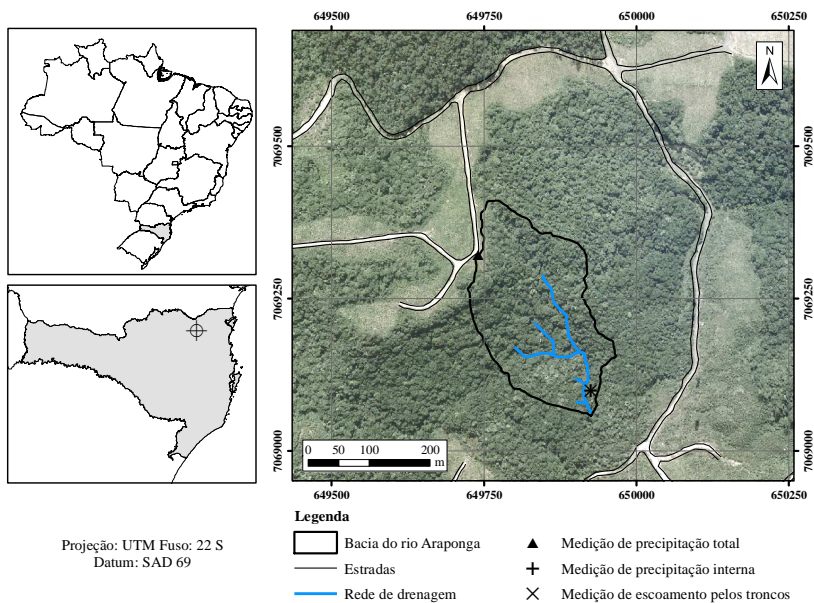 649500 649750 650000 650250
N
7069500 7069500
7069250 7069250
7069000 7069000
0 50 100 200
m
649500 649750 650000 650250
Projeção: UTM Fuso: 22 S
Datum: SAD 69
Legenda
Bacia do rio Araponga
Estradas
Rede de drenagem
Medição de precipitação total
Medição de precipitação interna
Medição de escoamento pelos troncos